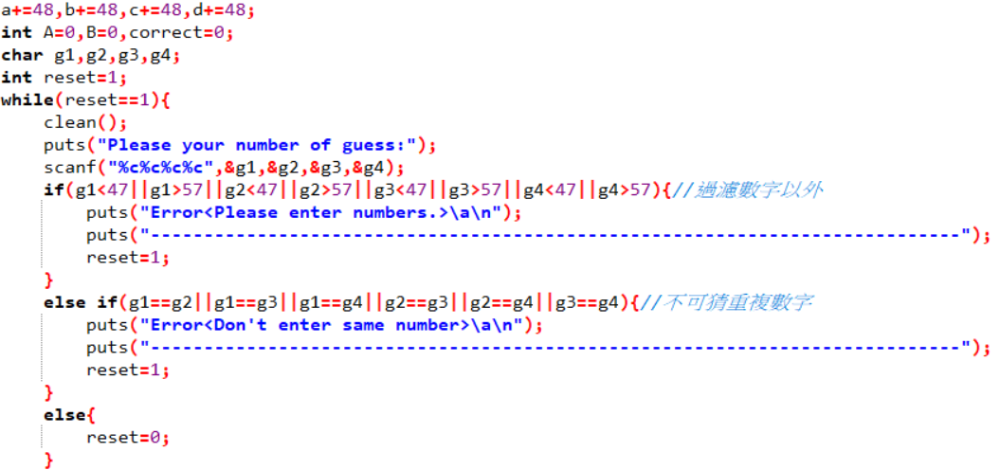 a+=48,b+=48,c+=48,d+=48;
int A=0,B=0,correct=0;
char g1,g2,g3,g4;
int reset=1;
while(reset==1){
    clean();
    puts("Please your number of guess:");
    scanf("%c%c%c%c",&g1,&g2,&g3,&g4);
    if(g1<47||g1>57||g2<47||g2>57||g3<47||g3>57||g4<47||g4>57){//過濾數字以外
        puts("Error<Please enter numbers.>\a\n");
        puts("----------------------------------------------------------------------------");
        reset=1;
    }
    else if(g1==g2||g1==g3||g1==g4||g2==g3||g2==g4||g3==g4){//不可猜重複數字
        puts("Error<Don't enter same number>\a\n");
        puts("----------------------------------------------------------------------------");
        reset=1;
    }
    else{
        reset=0;
    }